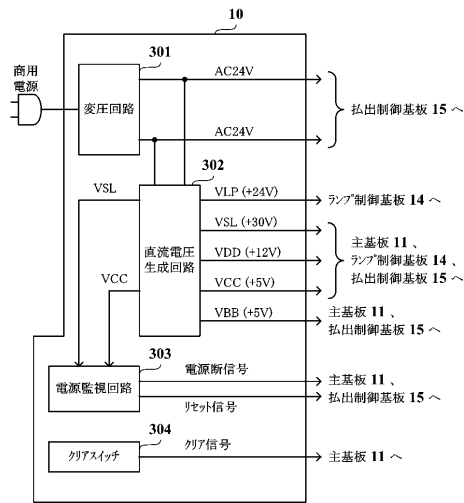 10
301
商用
電源
変圧回路
AC24V
AC24V
払出制御基板 15 へ
302
VSL
VCC
直流電圧
生成回路
VLP (+24V)
ランプ制御基板 14 へ
VSL (+30V)
VDD (+12V)
VCC (+5V)
主基板 11 、
ランプ制御基板 14 、
払出制御基板 15 へ
VBB (+5V)
主基板 11 、
払出制御基板 15 へ
303
電源監視回路
電源断信号
リセット信号
主基板 11 、
払出制御基板 15 へ
304
クリアスイッチ
クリア信号
主基板 11 へ